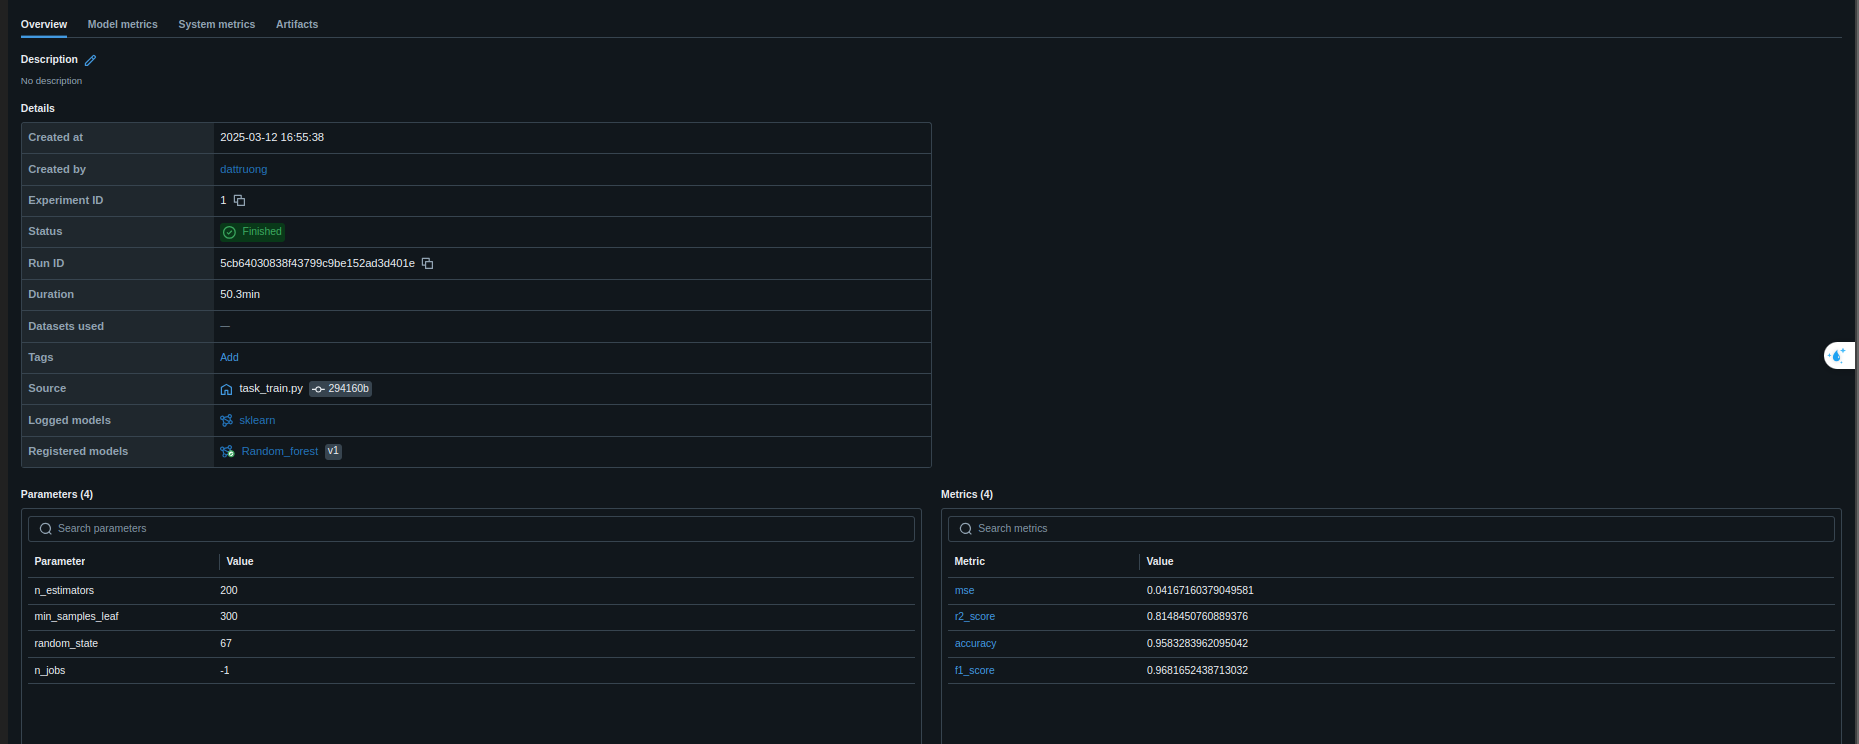 Overview Model metrics System metrics Artifacts
Description
No description
Details
Created at 2025-03-12 16:55:38
Created by dattruong
Experiment ID 1
Status Finished
Run ID 5cb64030838f43799c9be152ad3d401e
Duration 50.3min
Datasets used —
Tags Add
Source task_train.py 294160b
Logged models sklearn
Registered models Random_forest v1
Parameters (4)
Search parameters
Parameter Value
n_estimators 200
min_samples_leaf 300
random_state 67
n_jobs -1
Metrics (4)
Search metrics
Metric Value
mse 0.04167160379049581
r2_score 0.8148450760889376
accuracy 0.9583283962095042
f1_score 0.9681652438713032